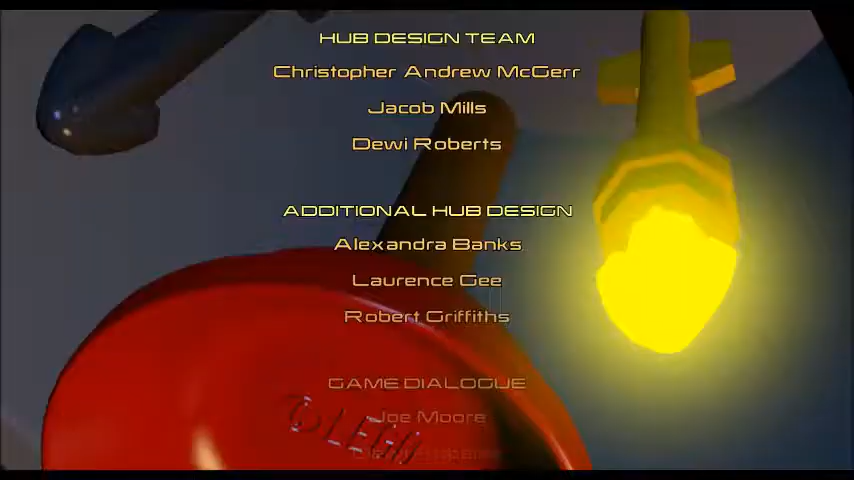 HUB DESIGN TEAM
Christopher Andrew McGerr
Jacob Mills
Dewi Roberts
ADDITIONAL HUB DESIGN
Alexandra Banks
Laurence Gee
Robert Griffiths
GAME DIALOGUE
Joe Moore
©LEGO